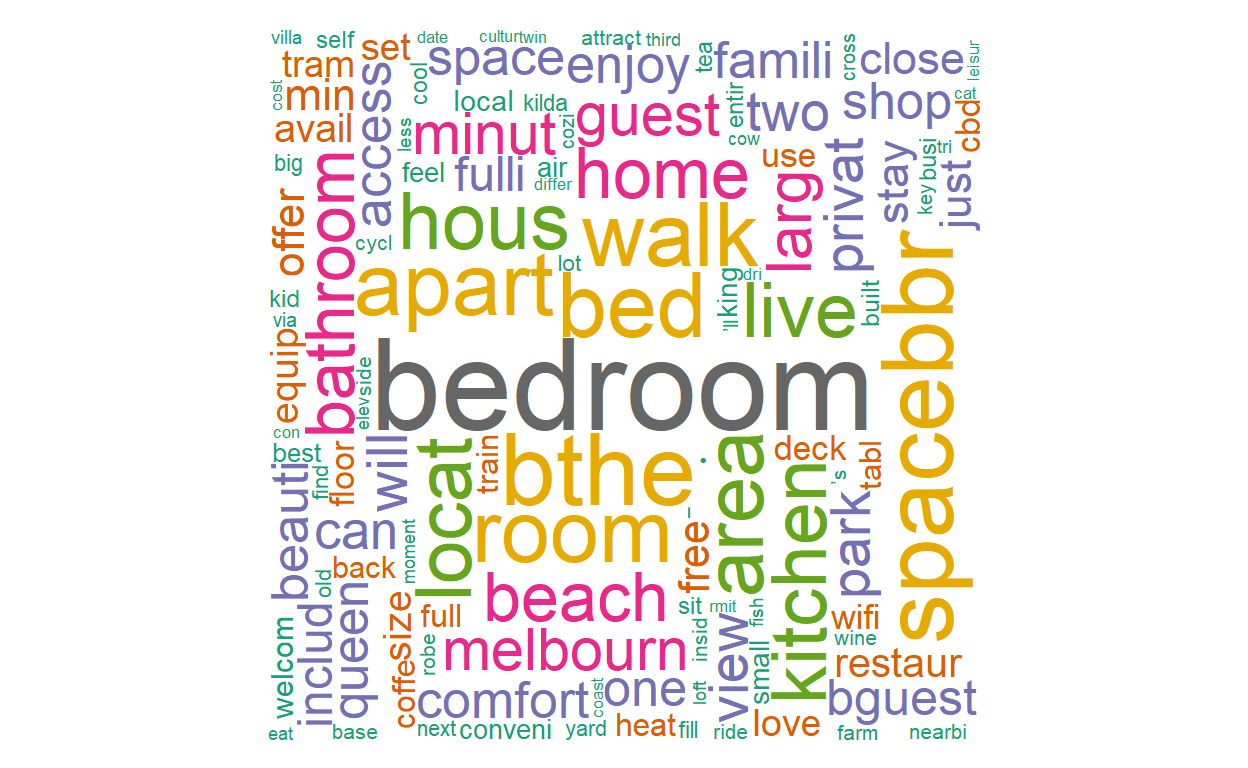 villa
self
date
culturtwin
attract
third
tram
set
space
enjoy
tea
famili
cross
close
leisur
cost
min
access
cool
local
kilda
cozi
entir
two
shop
cat
cbd
avail
less
minut
guest
cow
busi
tri
big
feel
fulli
air
differ
home
use
larg
privat
stay
key
just
offer
bathroom
cycl
hous
walk
lot
apart
bed
king
dri
'll
live
built
spacebr
kid
via
equip
elevside
bedroom
con
best
find
floor
will
locat
train
bthe
.
area
deck
's
tabl
kitchen
beauti
can
moment
room
–
free
park
old
back
welcom
includ
queen
size
full
beach
sit
rmit
fish
wifi
wine
robe
melbourn
insid
view
small
restaur
coffe
comfort
coast
one
loft
bguest
eat
base
next
conveni
yard
heat
fill
ride
love
farm
nearbi